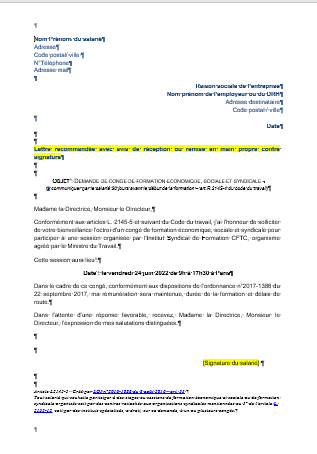 ¶
Nom·Prénom·du·salarié¶
Adresse¶
Code·postal·/·ville·¶
N°Téléphone¶
Adresse·mail¶
¶
Raison·sociale·de·l'entreprise¶
Nom·prénom·de·l'employeur·ou·du·DRH¶
Adresse·destinataire¶
Code·postal·/·ville¶
¶
Date¶
¶
¶
Lettre·recommandée·avec·avis·de·réception·ou·remise·en·main·propre·contre·
signature¶
¶
¶
OBJET·:·DEMANDE·DE·CONGE·DE·FORMATION·ECONOMIQUE,·SOCIALE·ET·SYNDICALE·
¶
Madame·la·Directrice,·Monsieur·le·Directeur,¶
¶
Conformément·aux·articles·L.·2145-5·et·suivant·du·Code·du·travail,·j'ai·l'honneur·de·solliciter·
de·votre·bienveillance·l'octroi·d'un·congé·de·formation·économique,·sociale·et·syndicale·pour·
participer·à·une·session·organisée·par·l'Institut·Syndical·de·Formation·CFTC,·organisme·
agréé·par·le·Ministre·du·Travail.¶
¶
Cette·session·aura·lieu·:¶
¶
Date·:·le·vendredi·24·juin·2022·de·9h·à·17h30·à·Paris¶
¶
Dans·le·cadre·de·ce·congé,·conformément·aux·dispositions·de·l'ordonnance·n°2017-1386·du·
22·septembre·2017,·ma·rémunération·sera·maintenue,·durée·de·la·formation·et·délais·de·
route.¶
¶
Dans·l'attente·d'une·réponse·favorable,·recevez,·Madame·la·Directrice,·Monsieur·le·
Directeur,·l'expression·de·mes·salutations·distinguées.¶
¶
¶
(Signature·du·salarié)·¶
¶
¶
¶